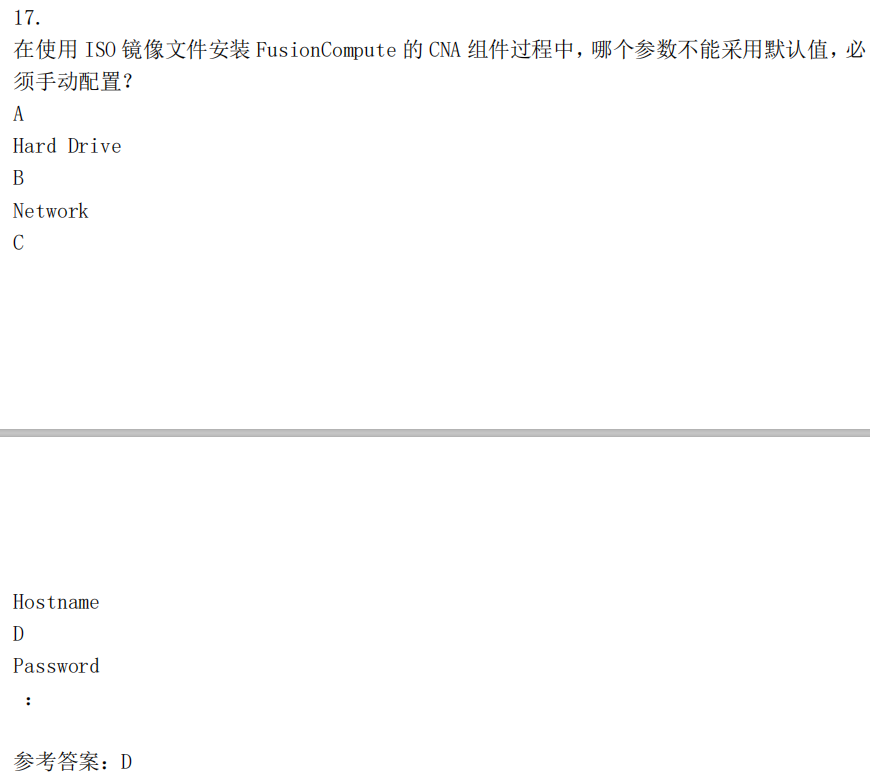 17.
在使用 ISO 镜像文件安装 FusionCompute 的 CNA 组件过程中，哪个参数不能采用默认值，必
须手动配置？
A
Hard Drive
B
Network
C
Hostname
D
Password
：
参考答案：D